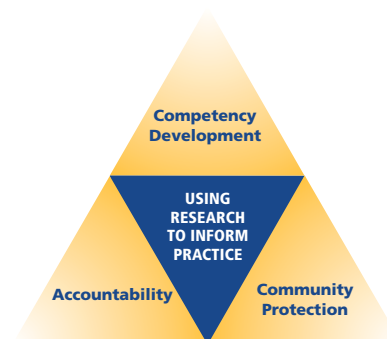 Competency
Development
USING
RESEARCH
TO INFORM
PRACTICE
Accountability
Community
Protection